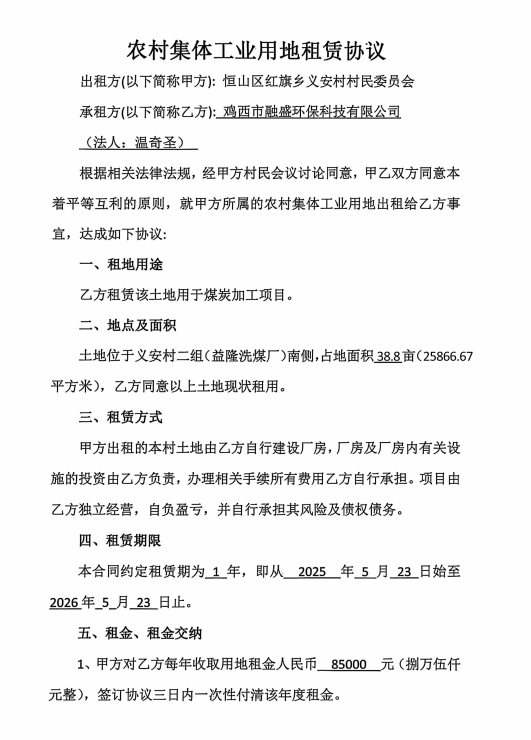 农村集体工业用地租赁协议
出租方(以下简称甲方)：恒山区红旗乡义安村村民委员会
承租方(以下简称乙方)：鸡西市融盛环保科技有限公司
（法人：温奇圣）
根据相关法律法规，经甲方村民会议讨论同意，甲乙双方同意本
着平等互利的原则，就甲方所属的农村集体工业用地出租给乙方事
宜，达成如下协议:
一、租地用途
乙方租赁该土地用于煤炭加工项目。
二、地点及面积
土地位于义安村二组（益隆洗煤厂）南侧，占地面积 38.8 亩（25866.67
平方米），乙方同意以上土地现状租用。
三、租赁方式
甲方出租的本村土地由乙方自行建设厂房，厂房及厂房内有关设
施的投资由乙方负责，办理相关手续所有费用乙方自行承担。项目由
乙方独立经营，自负盈亏，并自行承担其风险及债权债务。
四、租赁期限
本合同约定租赁期为 1 年，即从 2025 年 5 月 23 日始至
2026 年 5 月 23 日止。
五、租金、租金交纳
1、甲方对乙方每年收取用地租金人民币 85000 元（捌万伍仟
元整），签订协议三日内一次性付清该年度租金。